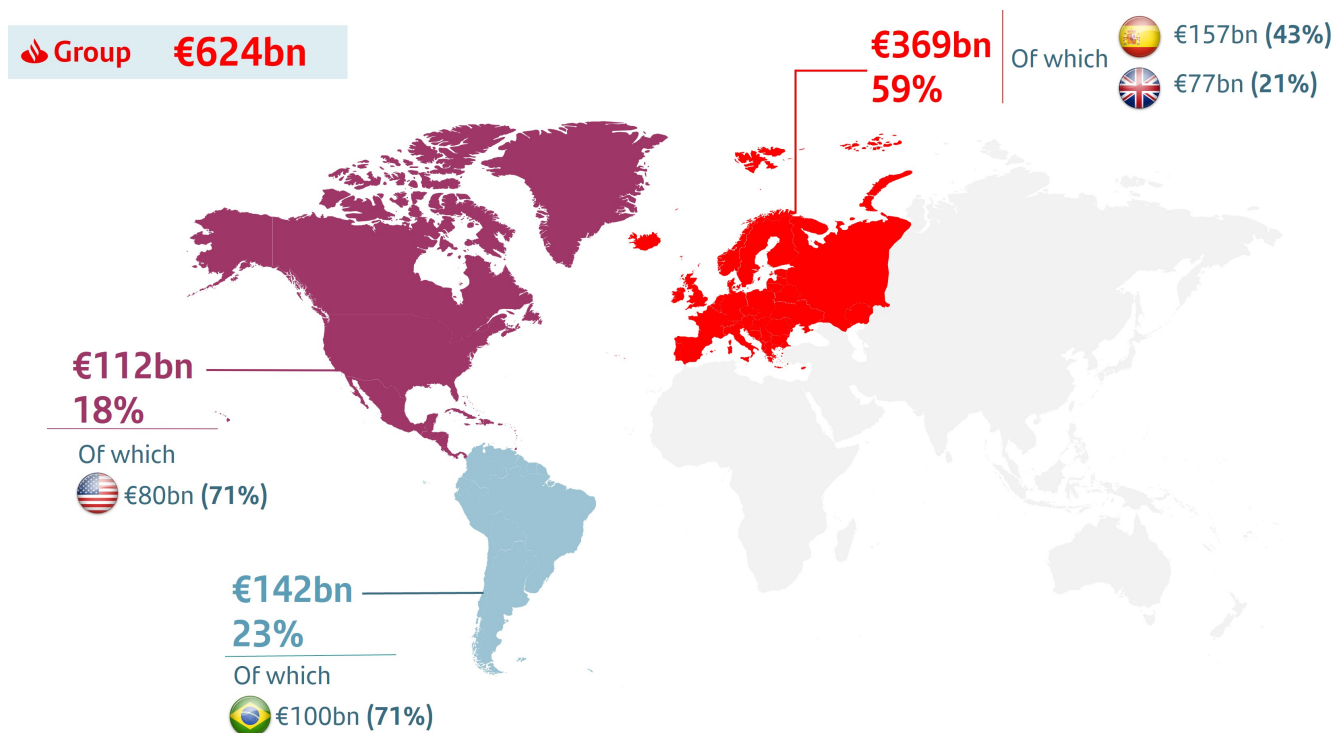 Group €624bn
€369bn
59%
Of which
€157bn (43%)
€77bn (21%)
€112bn
18%
Of which
€80bn (71%)
€142bn
23%
Of which
€100bn (71%)